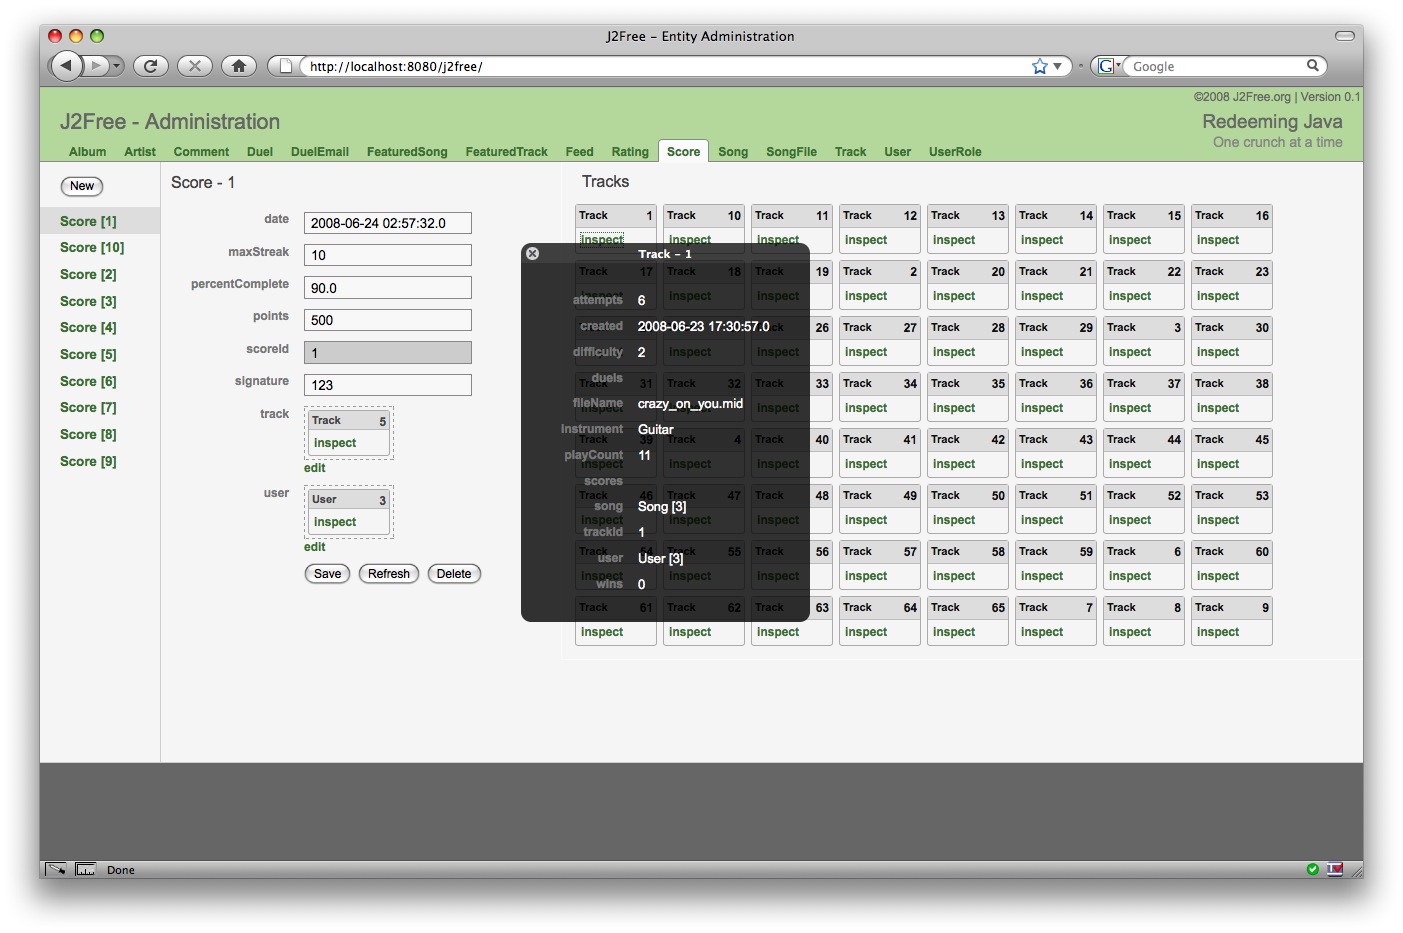 J2Free - Entity Administration
http://localhost:8080/j2free/
Google
©2008 J2Free.org | Version 0.1
J2Free - Administration
Redeeming Java
One crunch at a time
Album Artist Comment Duel DuelEmail FeaturedSong FeaturedTrack Feed Rating Score Song SongFile Track User UserRole
New
Score [1]
Score [10]
Score [2]
Score [3]
Score [4]
Score [5]
Score [6]
Score [7]
Score [8]
Score [9]
Score - 1
date 2008-06-24 02:57:32.0
maxStreak 10
percentComplete 90.0
points 500
scoreId 1
signature 123
track Track 5
inspect
edit
user User 3
inspect
edit
Save Refresh Delete
Tracks
Track 1 Track 10 Track 11 Track 12 Track 13 Track 14 Track 15 Track 16
inspect inspect inspect inspect inspect inspect inspect inspect
Track 17 Track 18 Track 19 Track 2 Track 20 Track 21 Track 22 Track 23
inspect inspect inspect inspect inspect inspect inspect inspect
26 Track 27 Track 28 Track 29 Track 3 Track 30
inspect inspect inspect inspect inspect inspect
Track 31 Track 32 Track 33 Track 34 Track 35 Track 36 Track 37 Track 38
inspect inspect inspect inspect inspect inspect
Track 39 Track 4 Track 40 Track 41 Track 42 Track 43 Track 44 Track 45
inspect inspect inspect inspect inspect inspect inspect
Track 46 Track 47 Track 48 Track 49 Track 50 Track 51 Track 52 Track 53
inspect inspect inspect inspect inspect inspect inspect
Track 54 Track 55 Track 56 Track 57 Track 58 Track 59 Track 6 Track 60
inspect inspect inspect inspect inspect inspect inspect
Track 61 Track 62 Track 63 Track 64 Track 65 Track 7 Track 8 Track 9
inspect inspect inspect inspect inspect inspect inspect inspect
Track - 1
attempts 6
created 2008-06-23 17:30:57.0
difficulty 2
duels
fileName crazy_on_you.mid
instrument Guitar
playCount 11
scores
song Song [3]
trackId 1
user User [3]
wins 0
Done